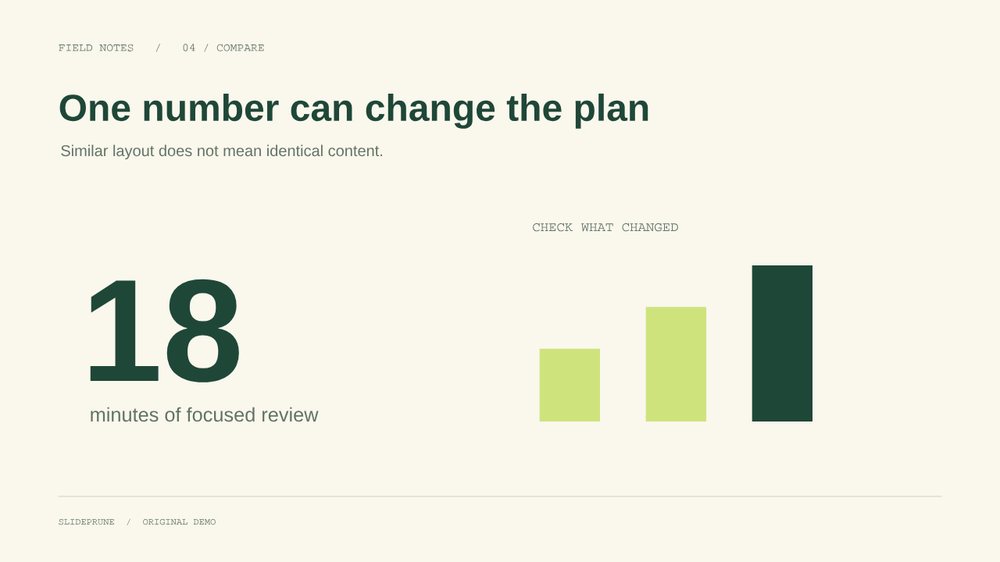 FIELD NOTES / 04 / COMPARE
One number can change the plan
Similar layout does not mean identical content.
CHECK WHAT CHANGED
18
minutes of focused review
SLIDEPRUNE / ORIGINAL DEMO